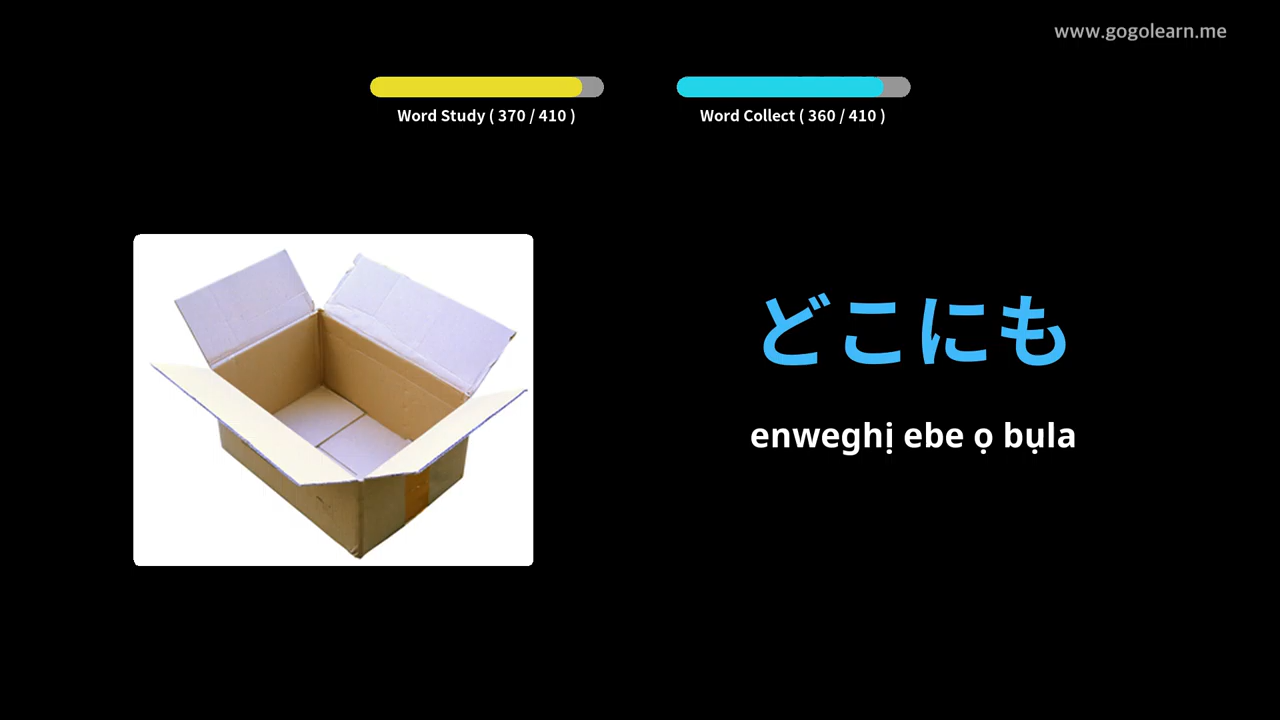 www.gogolearn.me
Word Study ( 370 / 410 )
Word Collect ( 360 / 410 )
どこにも
enweghị ebe ọ bụla